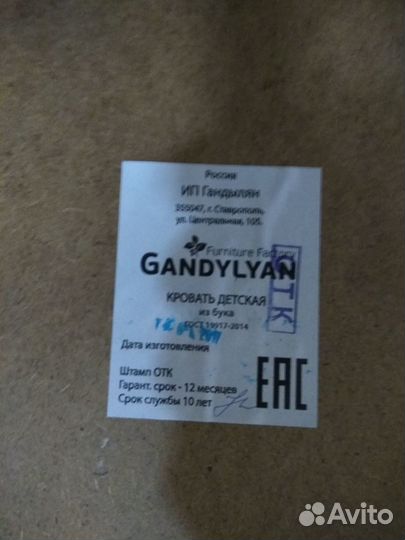 Россия
ИП Гандылян
355047, г. Ставрополь,
ул. Центральная, 105.
Furniture Factory
GANDYLYAN
КРОВАТЬ ДЕТСКАЯ
из бука
ГОСТ 19917-2014
ОТК
Дата изготовления
Штамп ОТК
Гарант. срок - 12 месяцев
Срок службы 10 лет
EAC
Avito